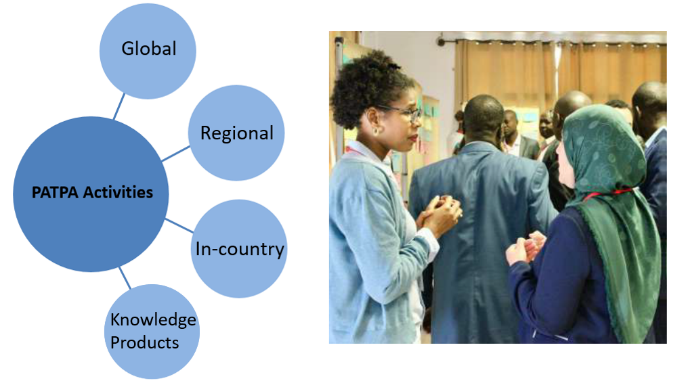 Global
Regional
PATPA Activities
In-country
Knowledge
Products